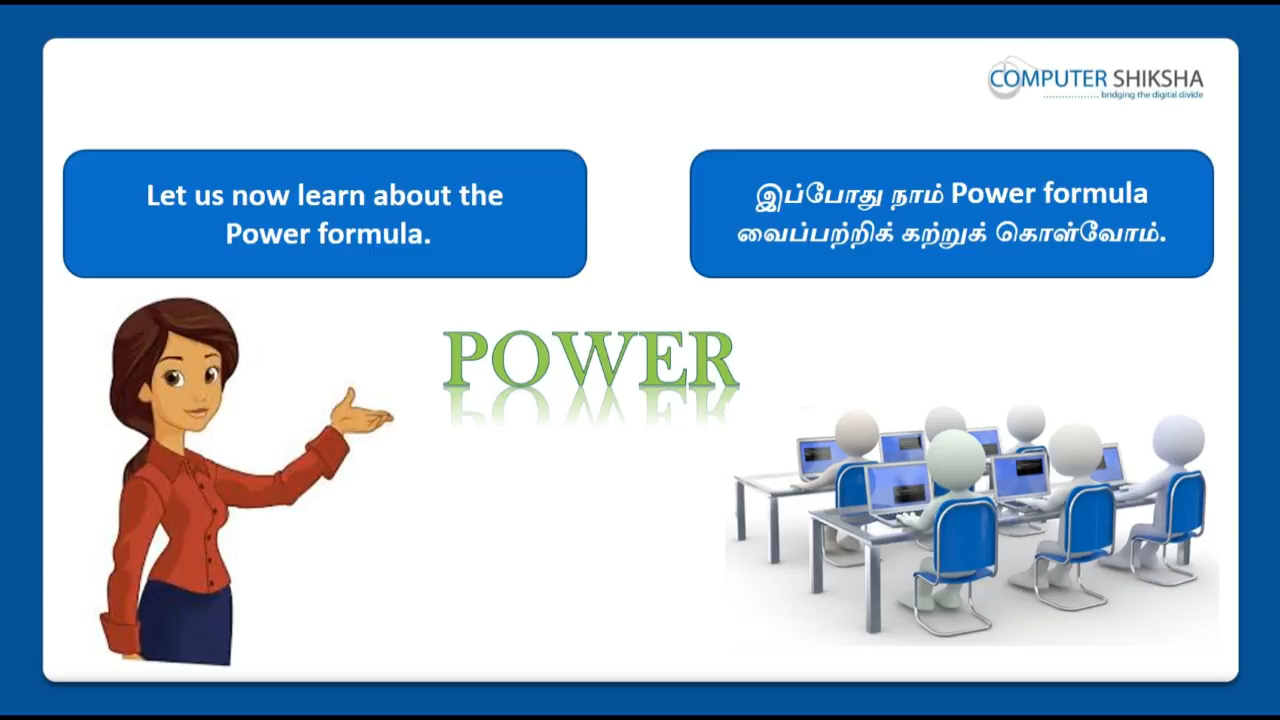 COMPUTER SHIKSHA
bridging the digital divide
Let us now learn about the
Power formula.
இப்போது நாம் Power formula
வைப்பற்றிக் கற்றுக் கொள்வோம்.
POWER